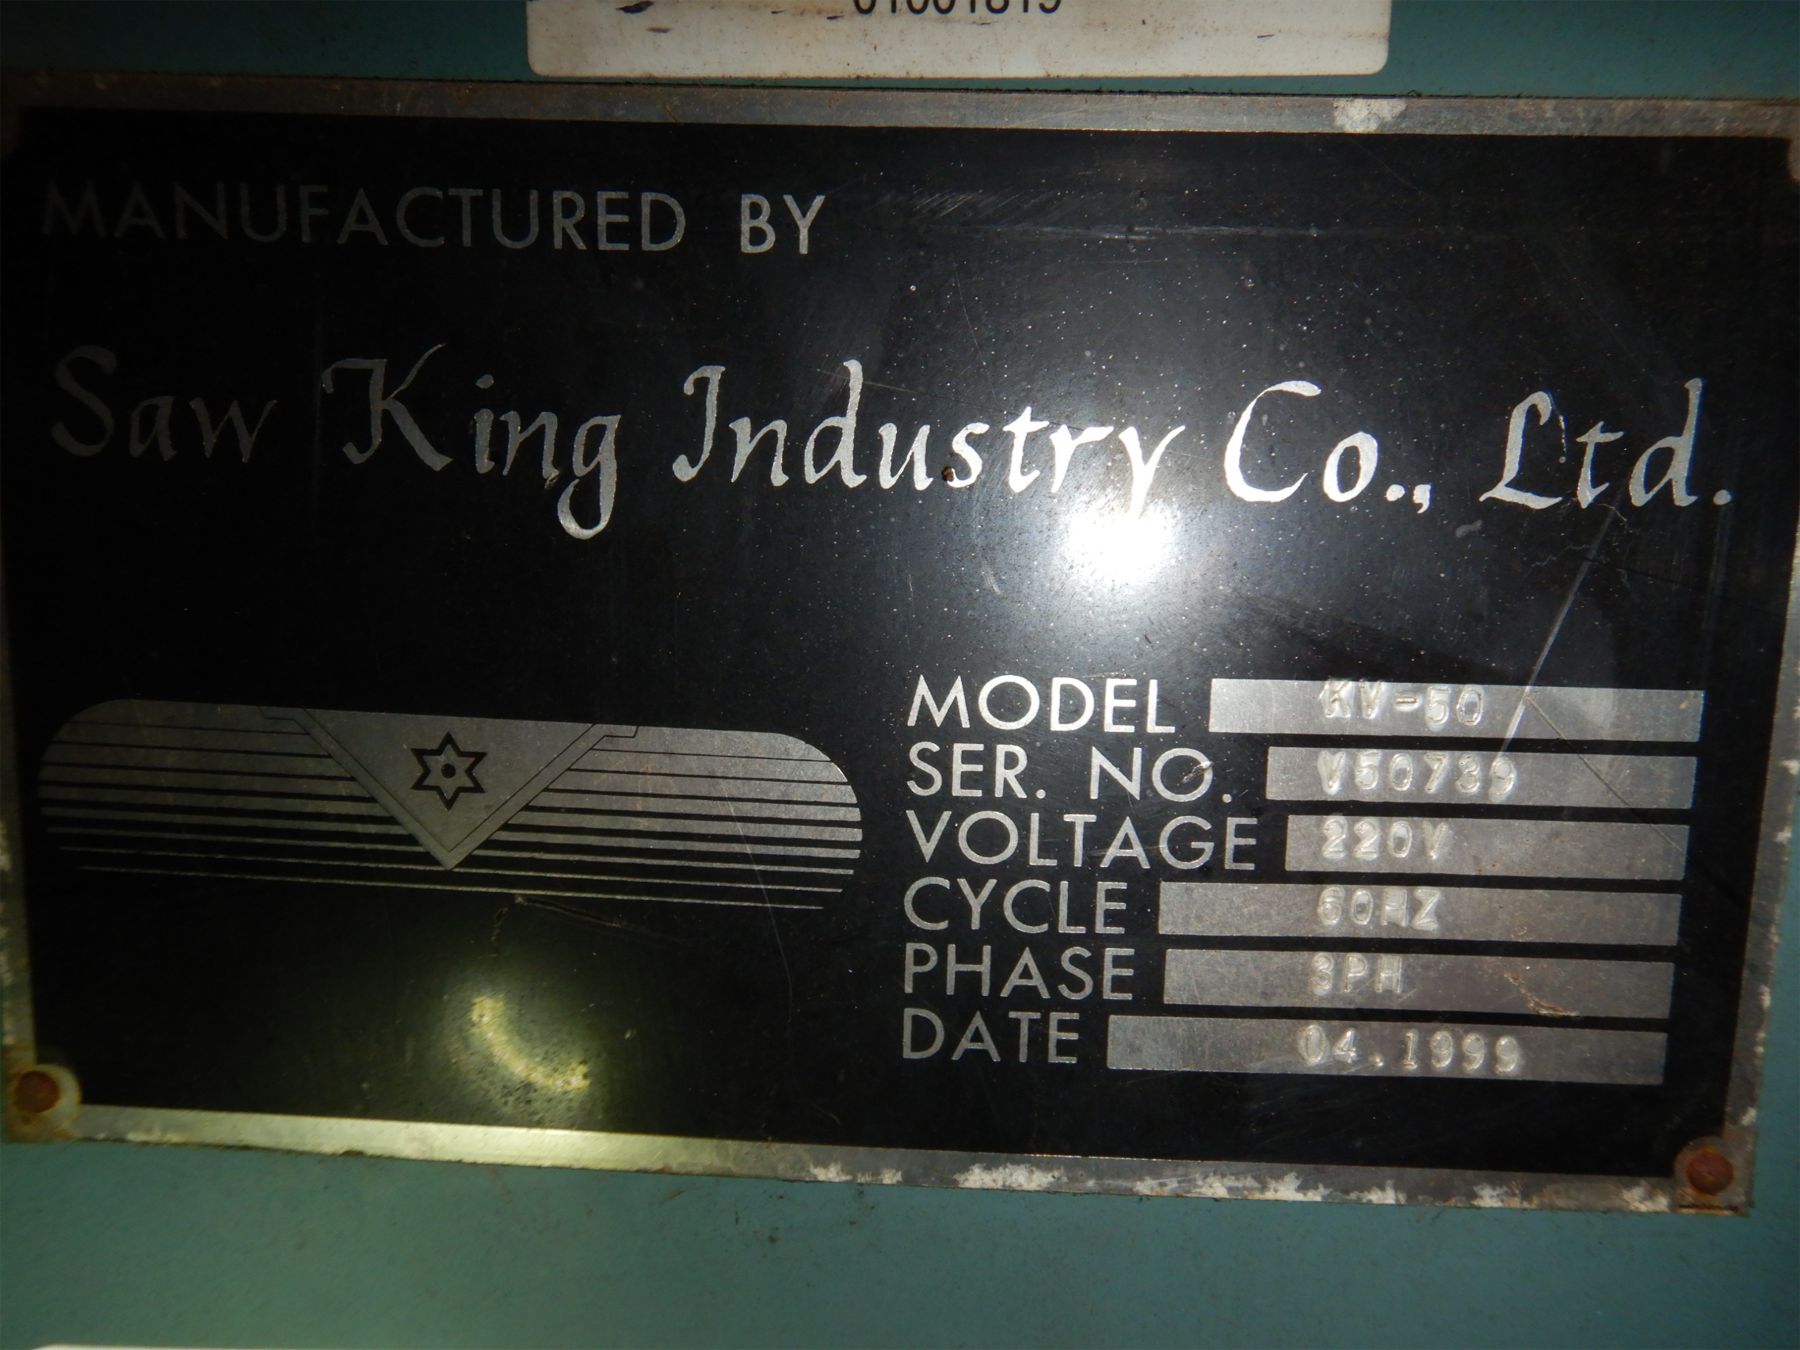 01001819
MANUFACTURED BY
Saw King Industry Co., Ltd.
MODEL KV-50
SER. NO. V50739
VOLTAGE 220V
CYCLE 60HZ
PHASE 3PH
DATE 04.1999